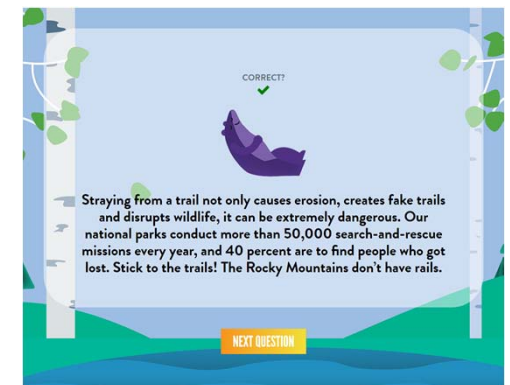 CORRECT?
Straying from a trail not only causes erosion, creates fake trails
and disrupts wildlife, it can be extremely dangerous. Our
national parks conduct more than 50,000 search-and-rescue
missions every year, and 40 percent are to find people who got
lost. Stick to the trails! The Rocky Mountains don't have rails.
NEXT QUESTION